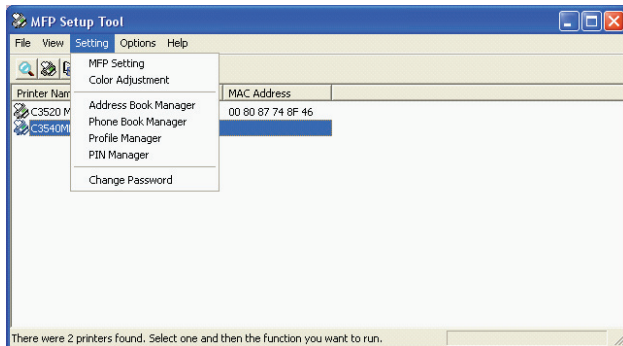 MFP Setup Tool
File View Setting Options Help
MFP Setting
Color Adjustment
Address Book Manager
Phone Book Manager
Profile Manager
PIN Manager
Change Password
Printer MAC Address
C3520 00 80 87 74 8F 46
There were 2 printers found. Select one and then the function you want to run.